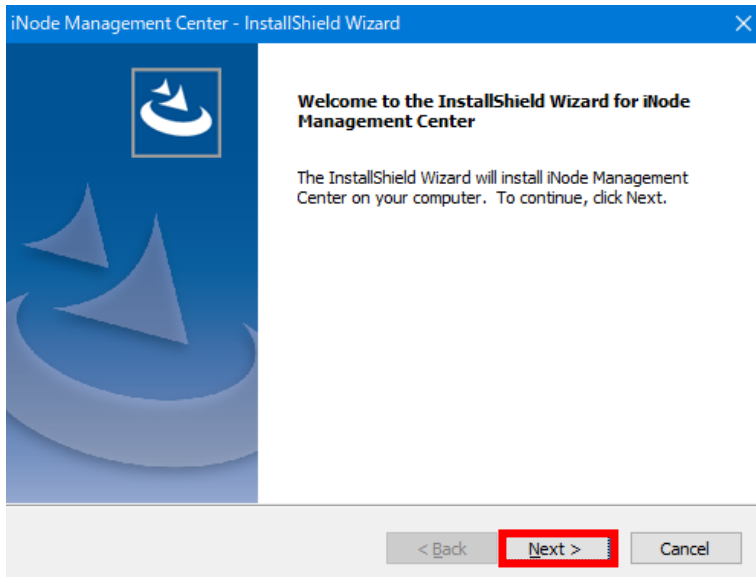 iNode Management Center - InstallShield Wizard
Welcome to the InstallShield Wizard for iNode
Management Center
The InstallShield Wizard will install iNode Management
Center on your computer. To continue, click Next.
< Back
Next >
Cancel